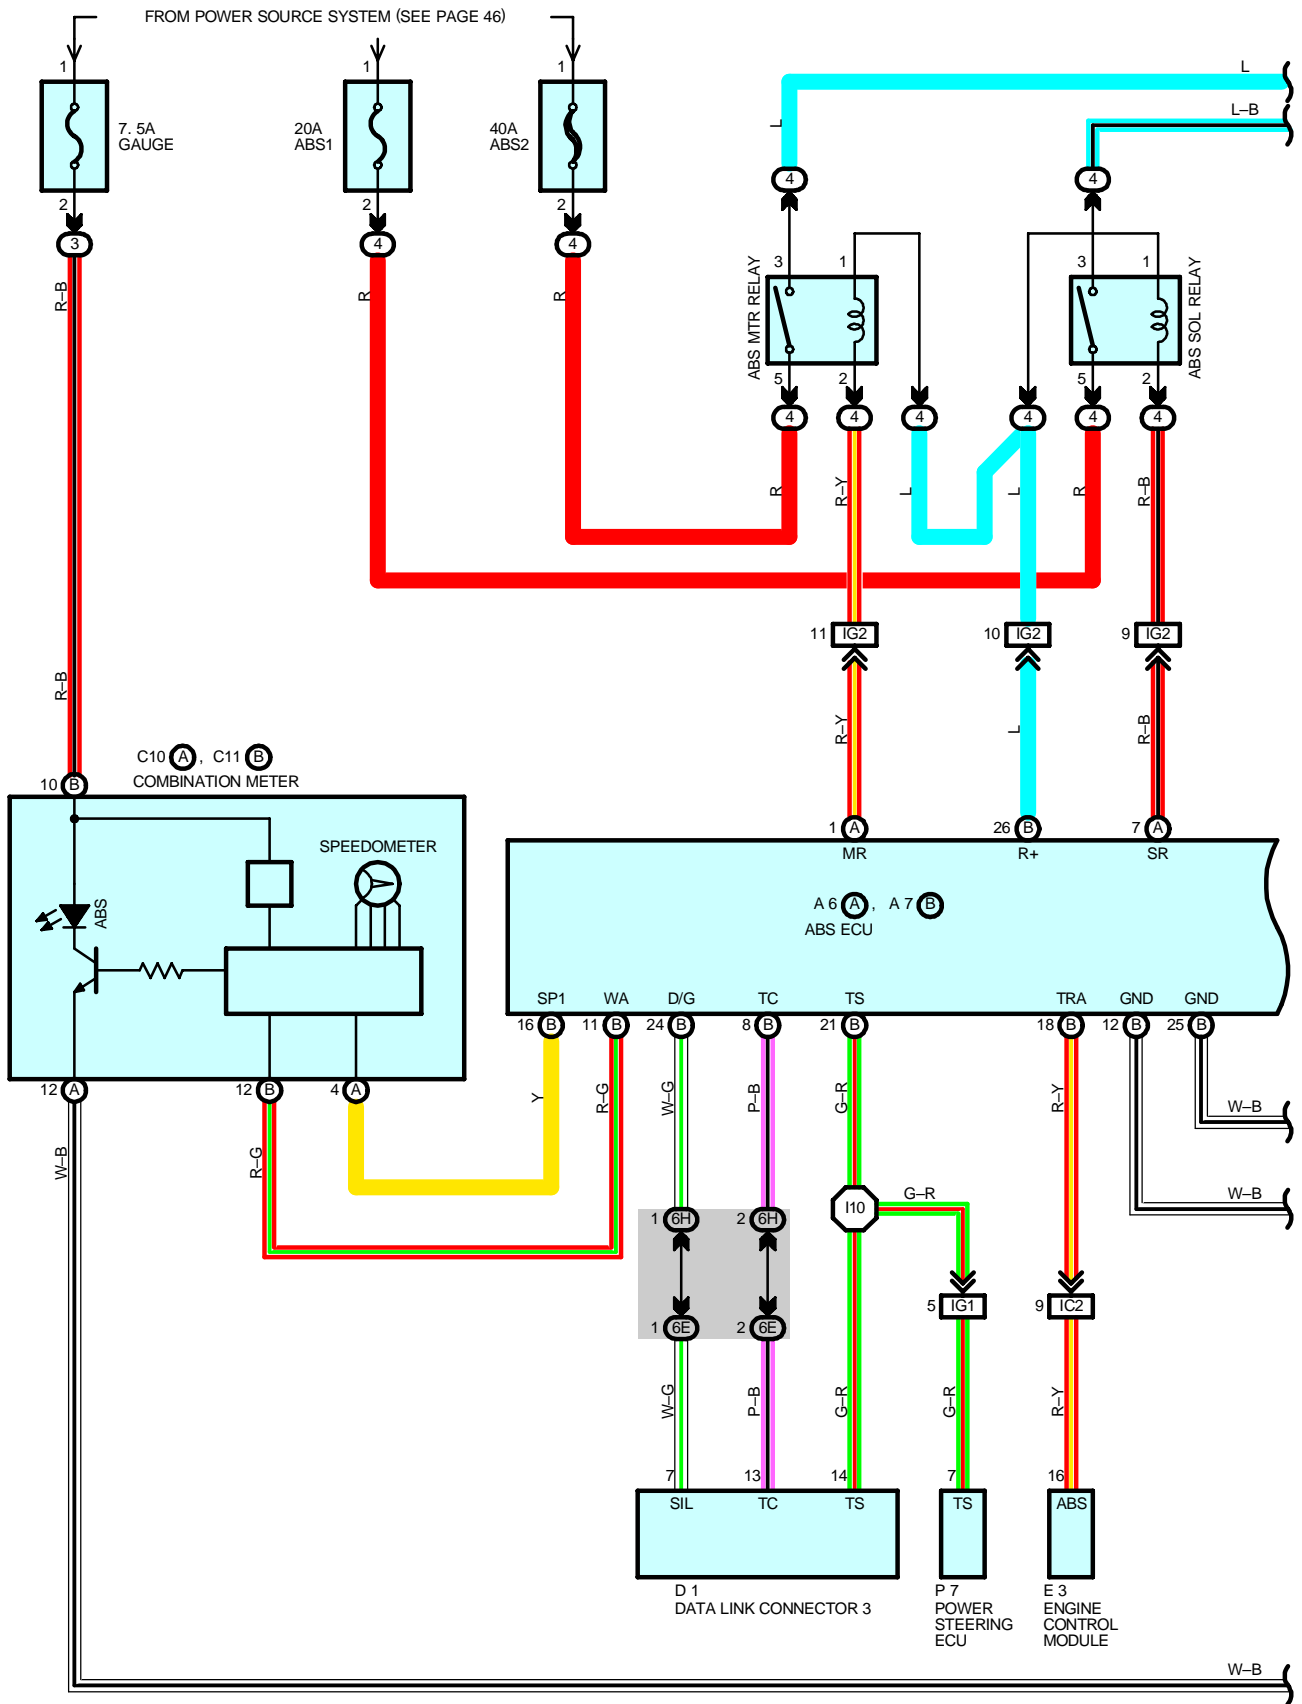 FROM POWER SOURCE SYSTEM (SEE PAGE 46)
1
1
1
7. 5A
GAUGE
20A
ABS1
40A
ABS2
2
2
2
3
4
4
L
L–B
L
4
4
3
1
3
1
ABS MTR RELAY
ABS SOL RELAY
5
2
5
2
4
4
4
4
4
4
R–B
R
R
R
R–Y
L
L
R
R–B
11 IG2
10 IG2
9 IG2
R–B
R–Y
L
R–B
C10 A , C11 B
COMBINATION METER
10 B
1 A
26 B
7 A
MR
R+
SR
SPEEDOMETER
ABS
A 6 A , A 7 B
ABS ECU
SP1
WA
D/G
TC
TS
TRA
GND
GND
16 B
11 B
24 B
8 B
21 B
18 B
12 B
25 B
12 A
12 B
4 A
W–B
R–G
Y
R–G
W–G
P–B
G–R
R–Y
W–B
W–B
I10
G–R
1 6H
2 6H
5 IG1
9 IC2
1 6E
2 6E
W–G
P–B
G–R
G–R
R–Y
7
13
14
7
16
SIL
TC
TS
TS
ABS
D 1
DATA LINK CONNECTOR 3
P 7
POWER
STEERING
ECU
E 3
ENGINE
CONTROL
MODULE
W–B